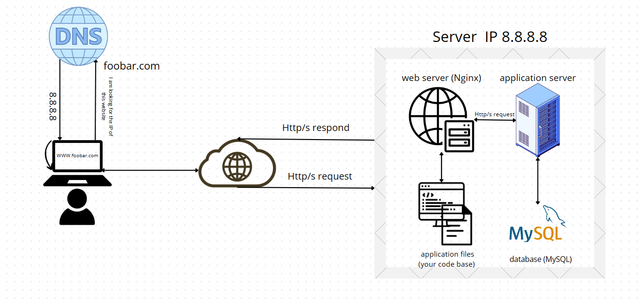 DNS
foobar.com
8.8.8.8
I am looking for the IP of
this website
WWW.foobar.com
Http/s respond
Http/s request
Server IP 8.8.8.8
web server (Nginx)
application server
Http/s request
application files
(your code base)
MySQL
database (MySQL)